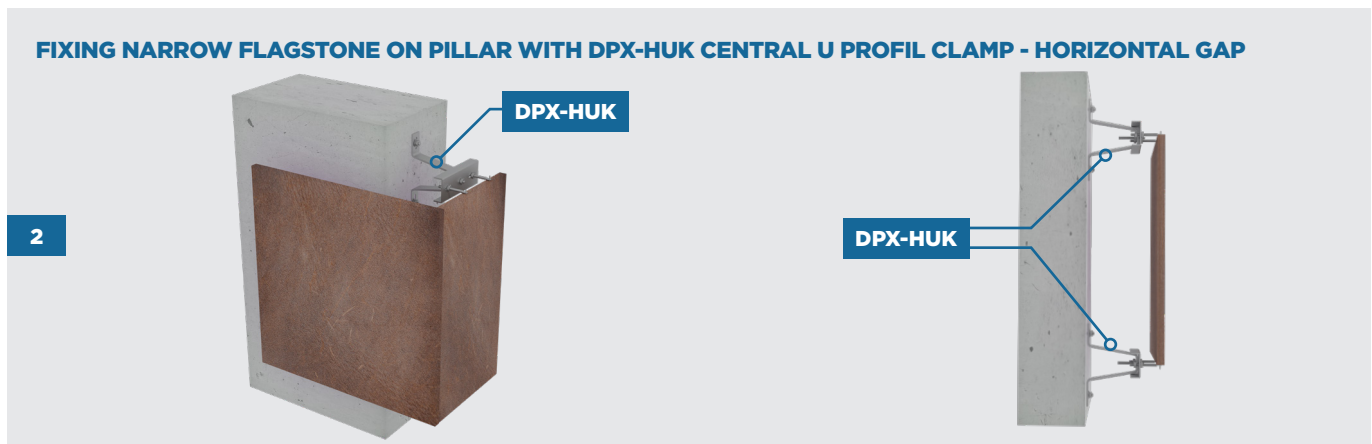 FIXING NARROW FLAGSTONE ON PILLAR WITH DPX-HUK CENTRAL U PROFIL CLAMP - HORIZONTAL GAP
DPX-HUK
2
DPX-HUK